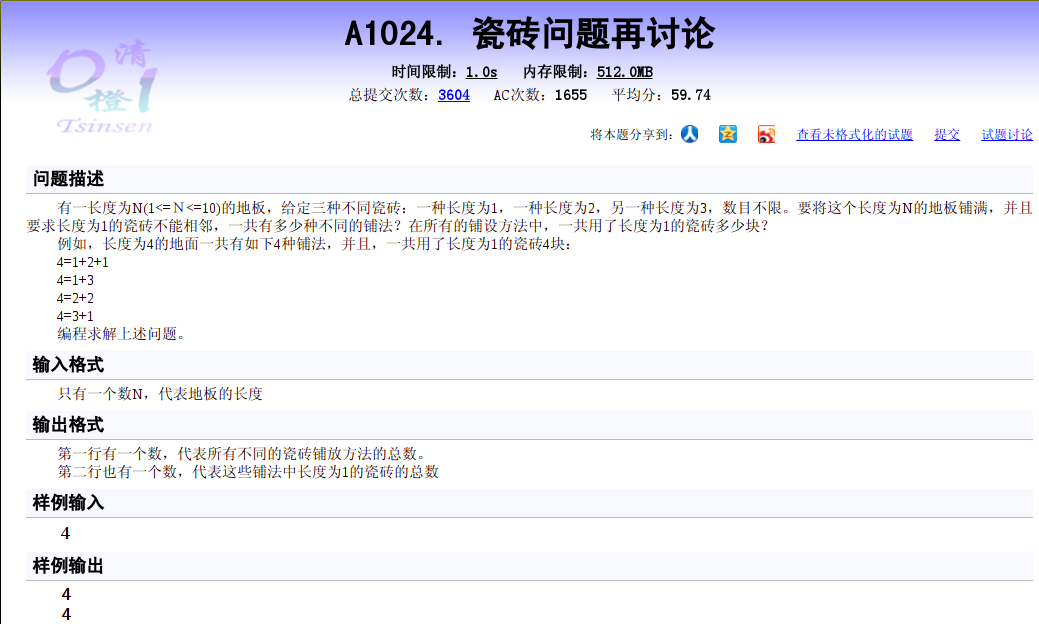 A1024. 瓷砖问题再讨论
清
橙
Tsinsen
时间限制：1.0s 内存限制：512.0MB
总提交次数：3604 AC次数：1655 平均分：59.74
将本题分享到： 查看未格式化的试题 提交 试题讨论
问题描述
有一长度为N(1<=Ｎ<=10)的地板，给定三种不同瓷砖：一种长度为1，一种长度为2，另一种长度为3，数目不限。要将这个长度为N的地板铺满，并且
要求长度为1的瓷砖不能相邻，一共有多少种不同的铺法？在所有的铺设方法中，一共用了长度为1的瓷砖多少块？
例如，长度为4的地面一共有如下4种铺法，并且，一共用了长度为1的瓷砖4块：
4=1+2+1
4=1+3
4=2+2
4=3+1
编程求解上述问题。
输入格式
只有一个数N，代表地板的长度
输出格式
第一行有一个数，代表所有不同的瓷砖铺放方法的总数。
第二行也有一个数，代表这些铺法中长度为1的瓷砖的总数
样例输入
4
样例输出
4
4